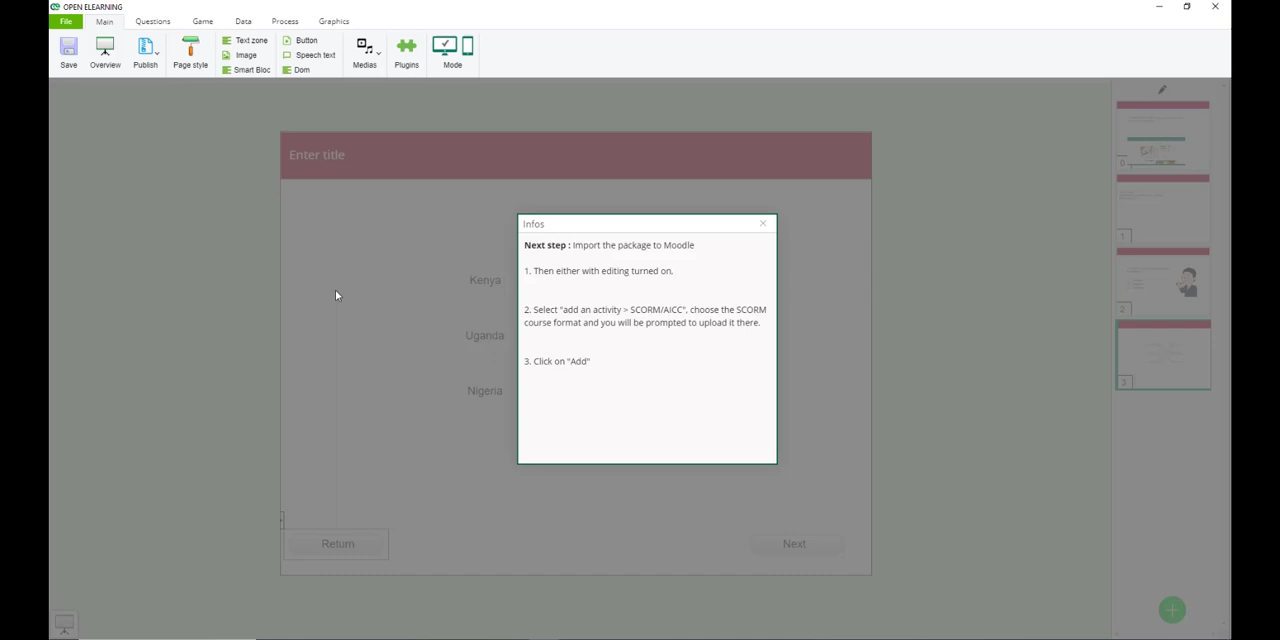 OPEN ELEARNING
File Main Questions Game Data Process Graphics
Save
Overview
Publish
Page style
Text zone
Image
Smart Bloc
Button
Speech text
Dom
Medias
Plugins
Mode
Enter title
Kenya
Uganda
Nigeria
Return
Next
Infos
Next step : Import the package to Moodle
1. Then either with editing turned on,
2. Select "add an activity > SCORM/AICC", choose the SCORM
course format and you will be prompted to upload it there.
3. Click on "Add"
0
1
2
3